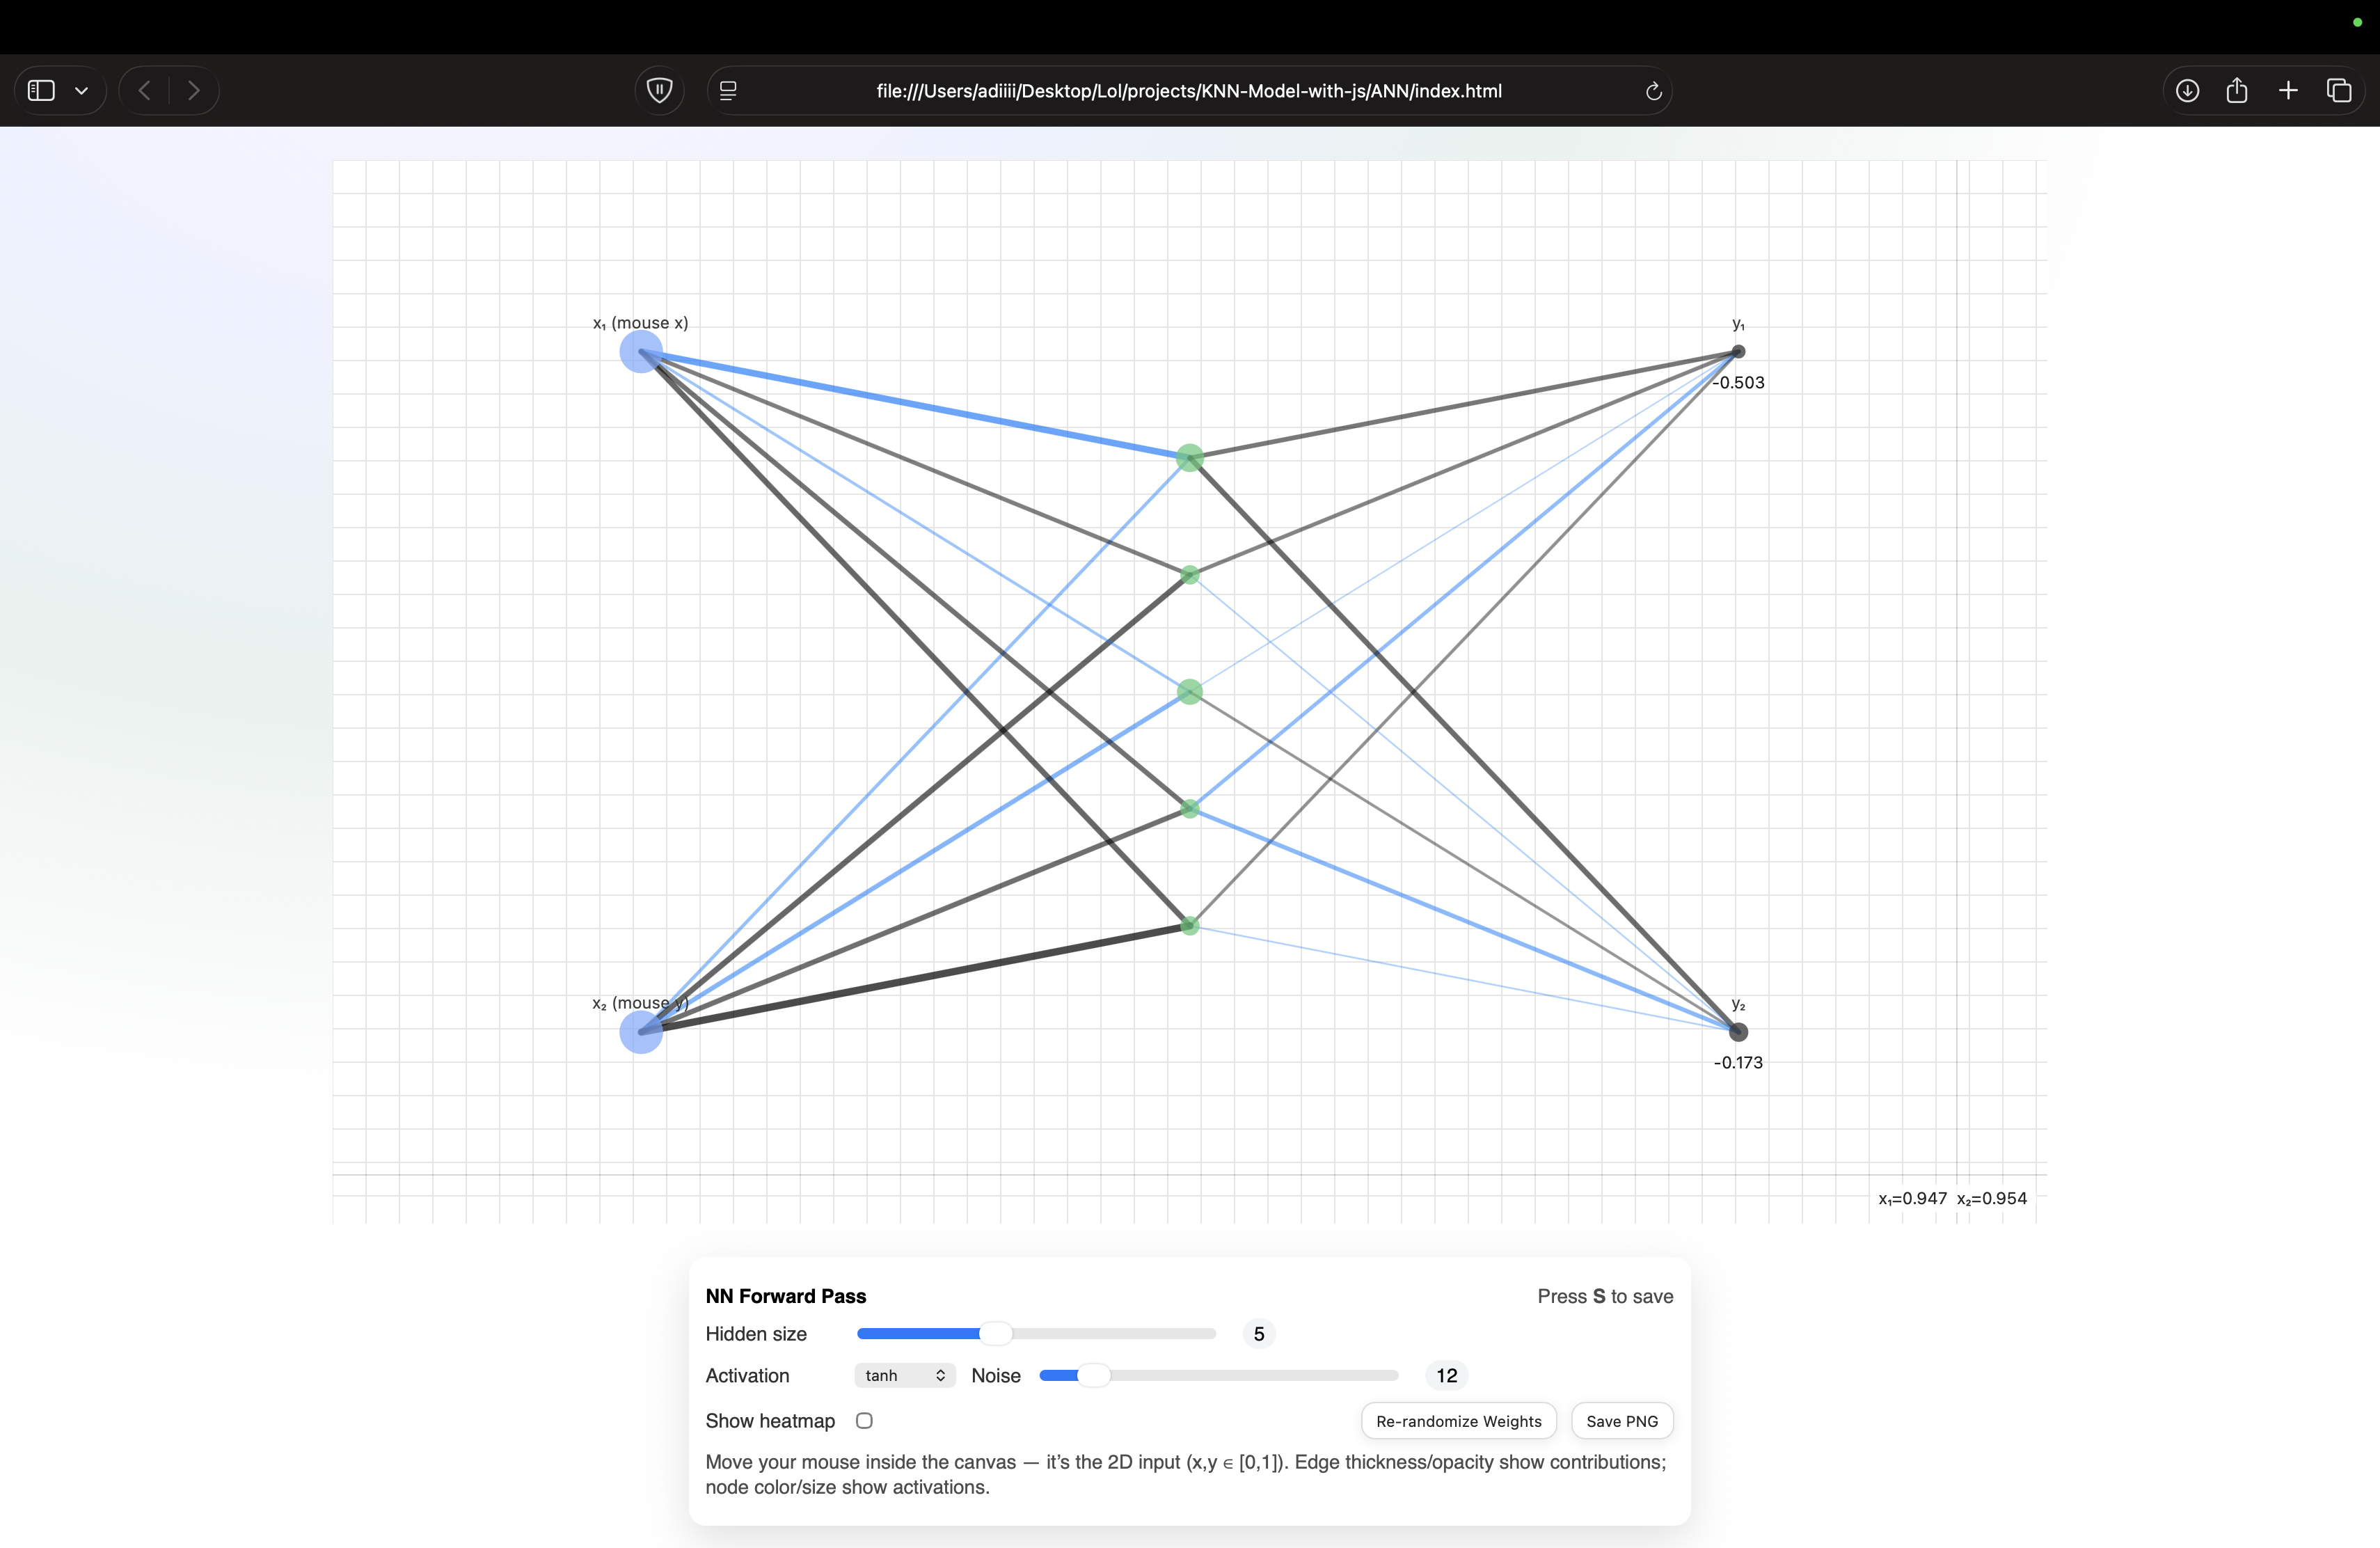 file:///Users/adiiii/Desktop/Lol/projects/KNN-Model-with-js/ANN/index.html
x₁ (mouse x)
y₁
-0.503
x₂ (mouse y)
y₂
-0.173
x₁=0.947 x₂=0.954
NN Forward Pass
Press S to save
Hidden size
5
Activation
tanh
Noise
12
Show heatmap
Re-randomize Weights
Save PNG
Move your mouse inside the canvas — it’s the 2D input (x,y ∈ [0,1]). Edge thickness/opacity show contributions;
node color/size show activations.